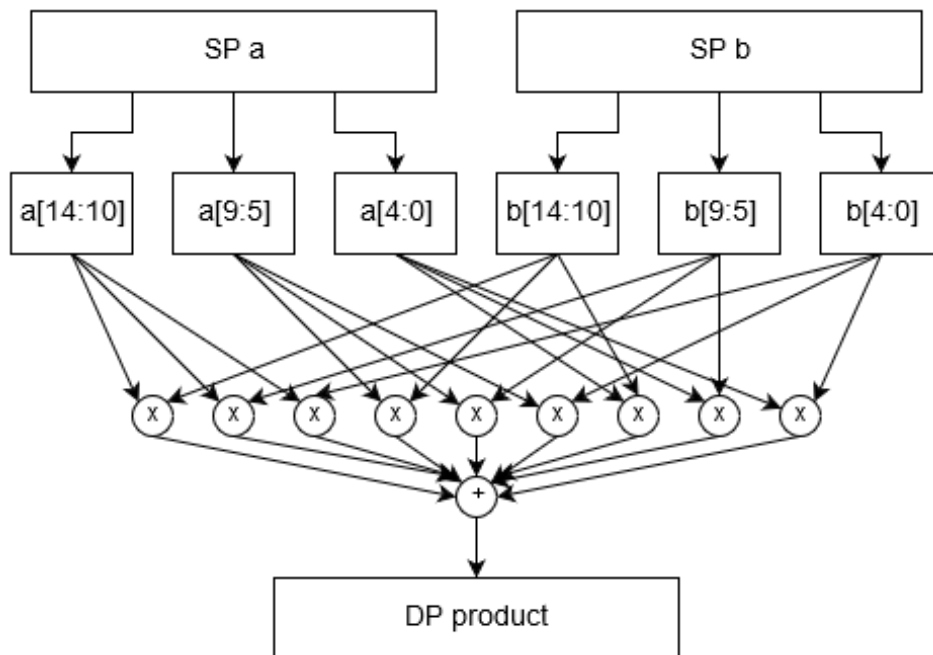 SP a
SP b
a[14:10]
a[9:5]
a[4:0]
b[14:10]
b[9:5]
b[4:0]
X
X
X
X
X
X
X
X
X
+
DP product